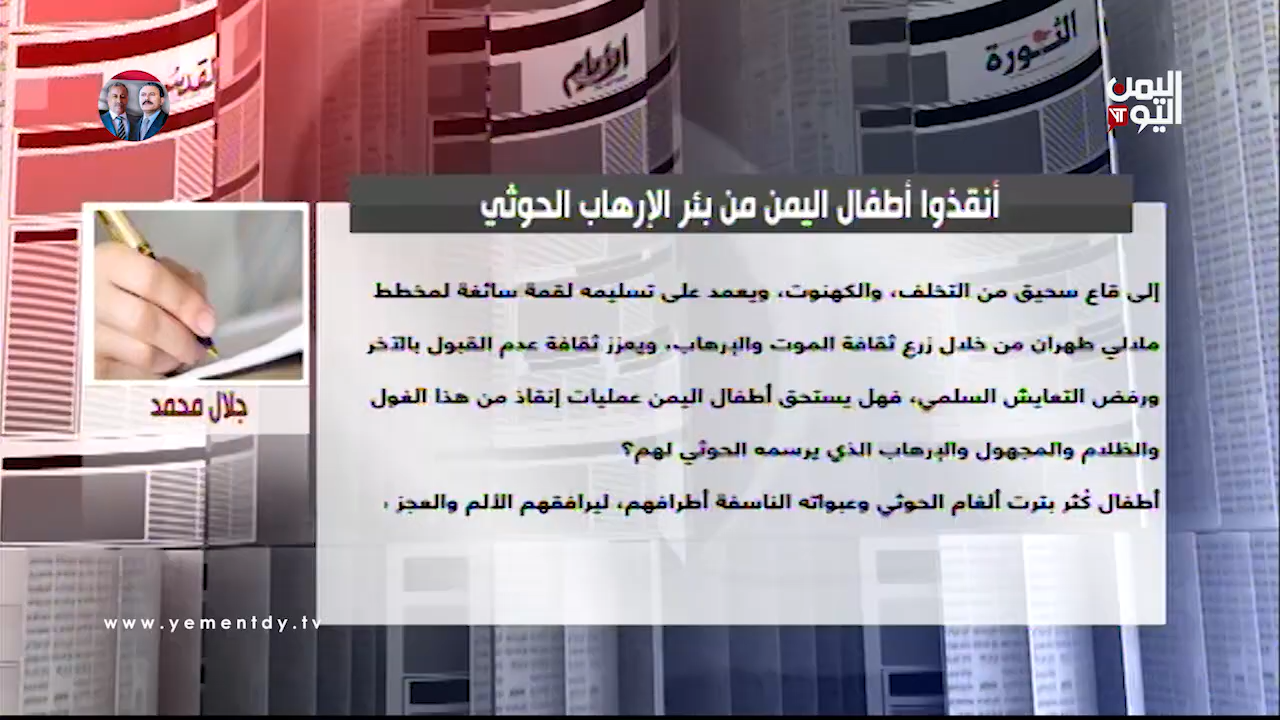 الثورة
الأيام
اليمن
اليوم
أنقذوا أطفال اليمن من بئر الإرهاب الحوثي
إلى قاع سحيق من التخلف، والكهنوت، ويعمد على تسليمه لقمة سائغة لمخطط
ملالي طهران من خلال زرع ثقافة الموت والإرهاب، ويعزز ثقافة عدم القبول بالآخر
ورفض التعايش السلمي، فهل يستحق أطفال اليمن عمليات إنقاذ من هذا الغول
والظلام والمجهول والإرهاب الذي يرسمه الحوثي لهم؟
أطفال كُثر بترت ألغام الحوثي وعبواته الناسفة أطرافهم، ليرافقهم الألم والعجز
جلال محمد
www.yementdy.tv